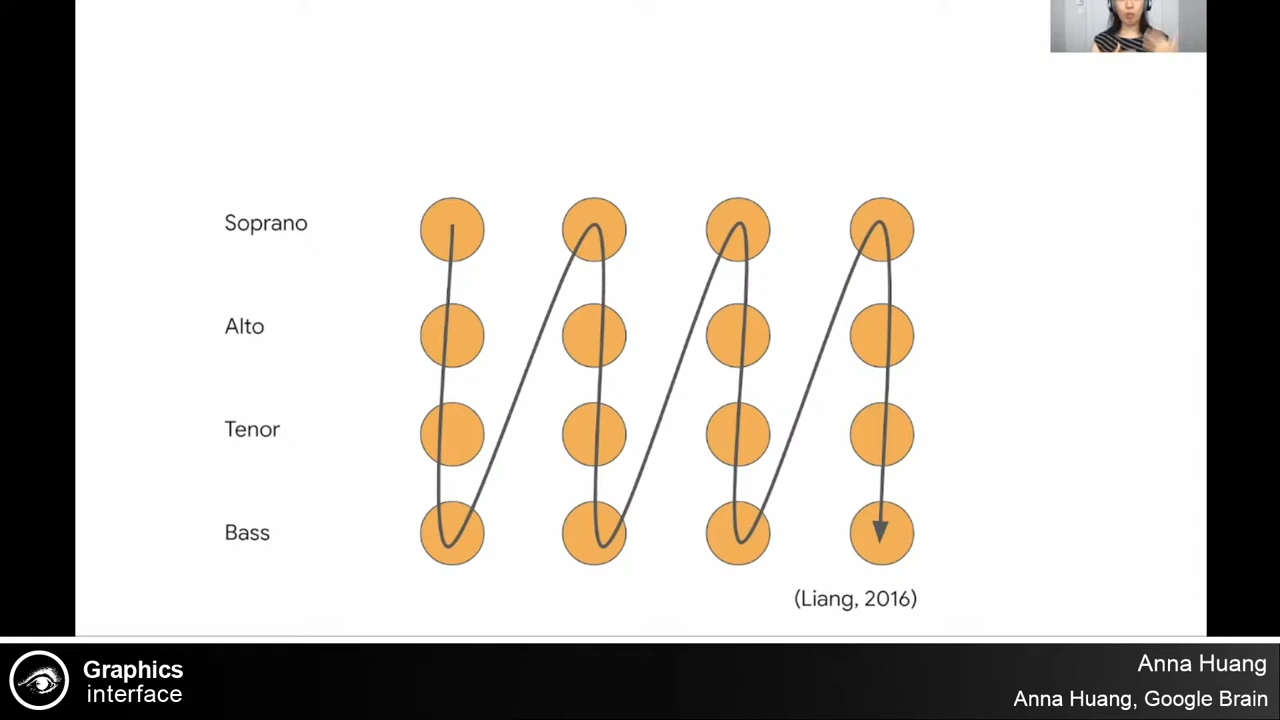 Soprano
Alto
Tenor
Bass
(Liang, 2016)
Graphics
interface
Anna Huang
Anna Huang, Google Brain